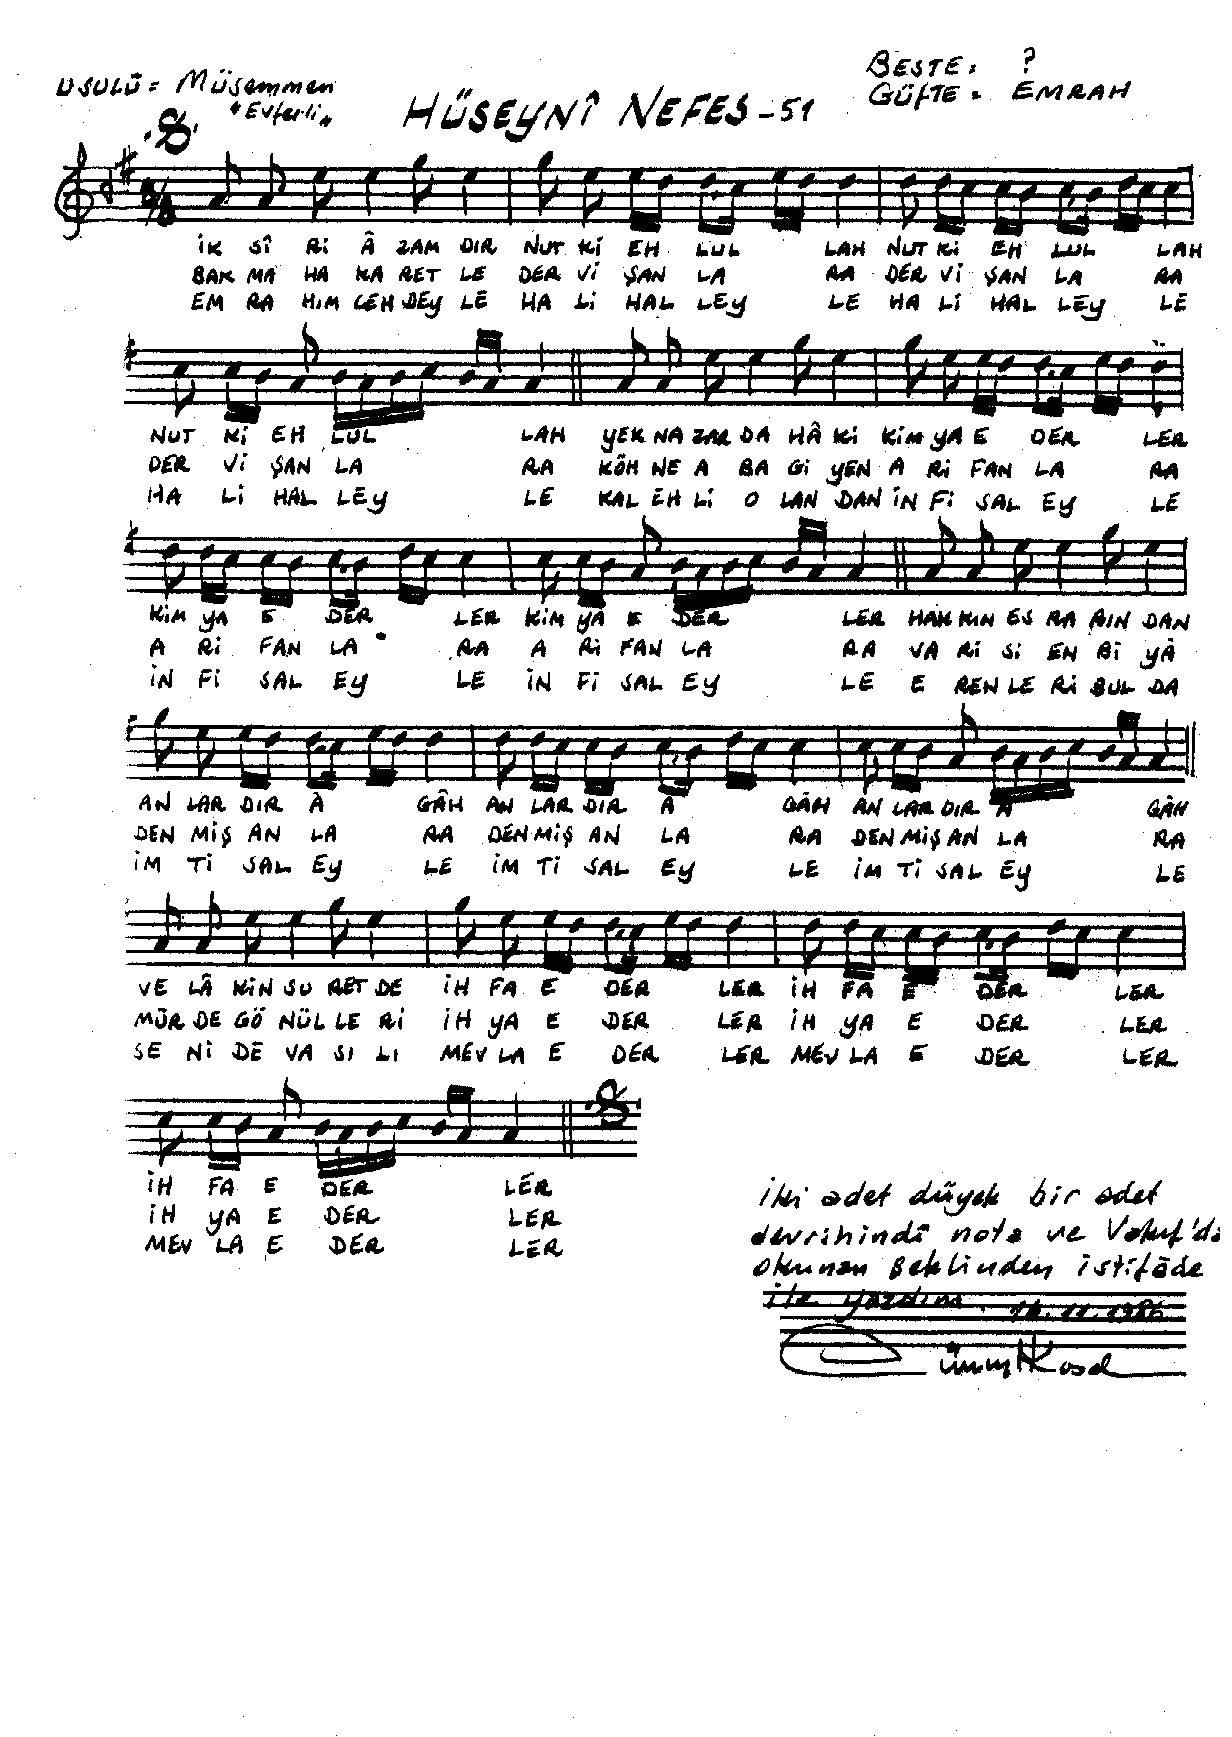 USULÜ = Müsemmen
"Evferli"
HÜSEYNÎ NEFES - 51
BESTE : ?
GÜFTE = EMRAH
İK SÎ Rİ Â ZAM DIR NUT Kİ EH LUL LAH NUT Kİ EH LUL LAH
BAK MA HA KA RET LE DER Vİ ŞAN LA RA DER Vİ ŞAN LA RA
EM RA HIM CEH DEY LE HA Lİ HAL LEY LE HA Lİ HAL LEY LE
NUT Kİ EH LUL LAH YEK NA ZAR DA HÂ Kİ KİM YA E DER LER
DER Vİ ŞAN LA RA KÖH NE A BA Gİ YEN A Rİ FAN LA RA
HA Lİ HAL LEY LE KAL EH Lİ O LAN DAN İN Fİ SAL EY LE
KİM YA E DER LER KİM YA E DER LER HAK KIN ES RA RIN DAN
A Rİ FAN LA RA A Rİ FAN LA RA VA Rİ Sİ EN Bİ YÂ
İN Fİ SAL EY LE İN Fİ SAL EY LE E REN LE Rİ BUL DA
AN LAR DIR Â GÂH AN LAR DIR Â GÂH AN LAR DIR Â GÂH
DEN MİŞ AN LA RA DEN MİŞ AN LA RA DEN MİŞ AN LA RA
İM Tİ SAL EY LE İM Tİ SAL EY LE İM Tİ SAL EY LE
VE LÂ KİN SU RET DE İH FA E DER LER İH FA E DER LER
MÜR DE GÖ NÜL LE Rİ İH YA E DER LER İH YA E DER LER
SE Nİ DE VA SI LI MEV LA E DER LER MEV LA E DER LER
İH FA E DER LER
İH YA E DER LER
MEV LA E DER LER
İki adet düyek bir adet
devrihindî nota ve Vakıf'da
okunan şeklinden istifâde
ile yazdım. 16.11.1986
Cüneyt Kosal